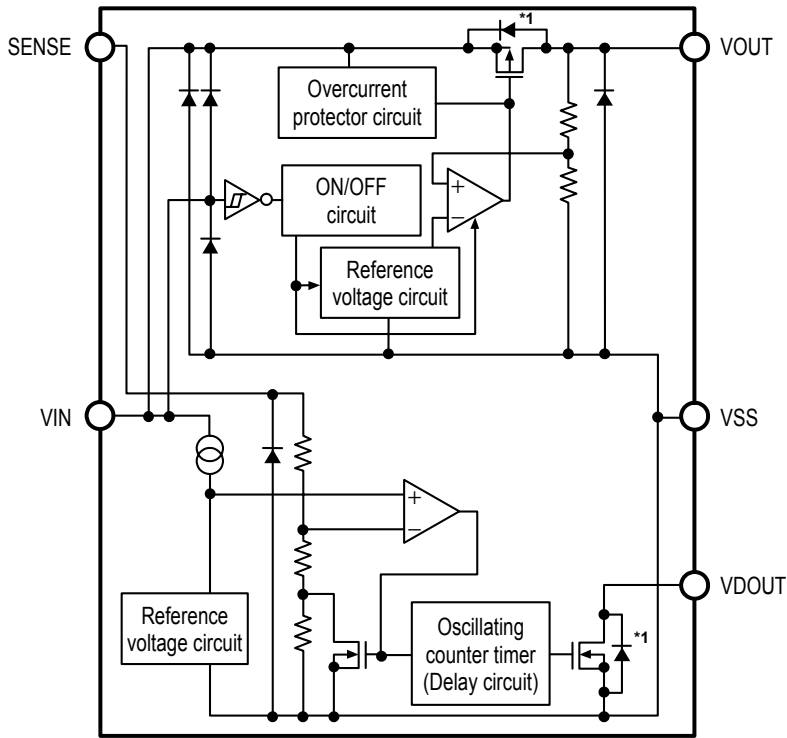 *1
SENSE
VOUT
Overcurrent
protector circuit
ON/OFF
circuit
+
−
Reference
voltage circuit
VIN
VSS
+
−
VDOUT
Reference
voltage circuit
Oscillating
counter timer
(Delay circuit)
*1